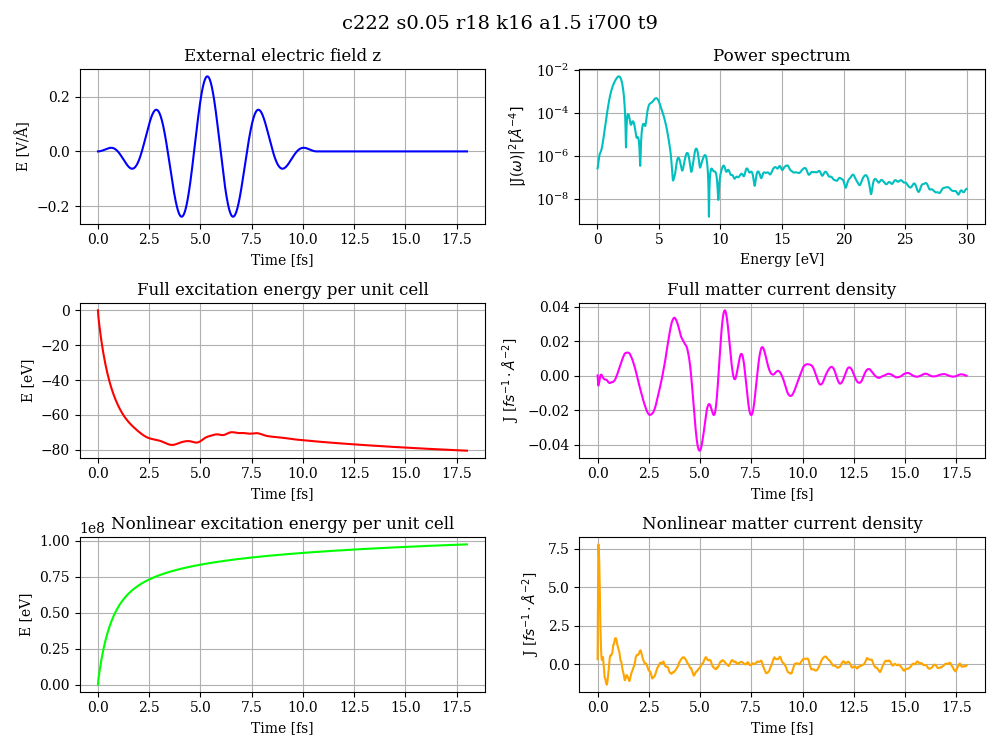 c222 s0.05 r18 k16 a1.5 i700 t9
External electric field z
E [V/Å]
0.2
0.0
−0.2
0.0 2.5 5.0 7.5 10.0 12.5 15.0 17.5
Time [fs]
Power spectrum
|J(ω)|² [Å⁻⁴]
10⁻²
10⁻⁴
10⁻⁶
10⁻⁸
0 5 10 15 20 25 30
Energy [eV]
Full excitation energy per unit cell
E [eV]
0
−20
−40
−60
−80
0.0 2.5 5.0 7.5 10.0 12.5 15.0 17.5
Time [fs]
Full matter current density
J [fs⁻¹ · Å⁻²]
0.04
0.02
0.00
−0.02
−0.04
0.0 2.5 5.0 7.5 10.0 12.5 15.0 17.5
Time [fs]
Nonlinear excitation energy per unit cell
1e8
E [eV]
1.00
0.75
0.50
0.25
0.00
0.0 2.5 5.0 7.5 10.0 12.5 15.0 17.5
Time [fs]
Nonlinear matter current density
J [fs⁻¹ · Å⁻²]
7.5
5.0
2.5
0.0
0.0 2.5 5.0 7.5 10.0 12.5 15.0 17.5
Time [fs]